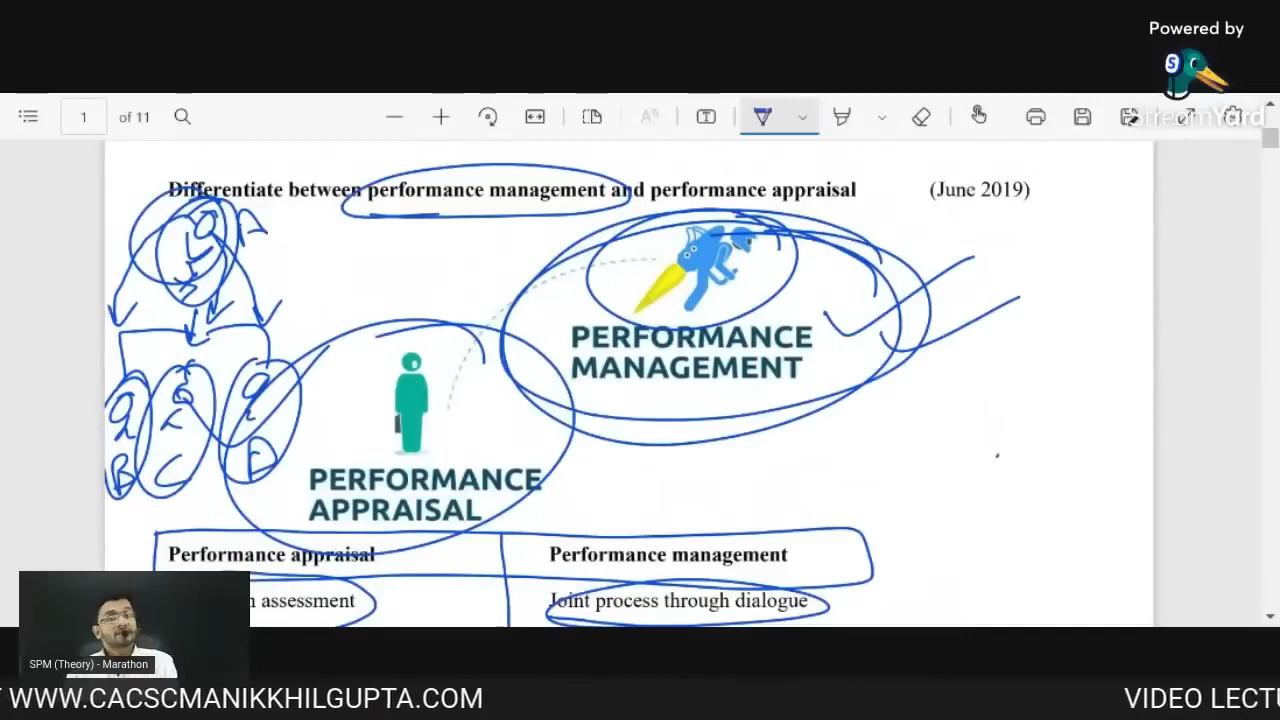 Powered by
S
1 of 11
StreamYard
Differentiate between performance management and performance appraisal (June 2019)
A
PERFORMANCE
MANAGEMENT
B
C
D
PERFORMANCE
APPRAISAL
Performance appraisal Performance management
assessment Joint process through dialogue
SPM (Theory) - Marathon
WWW.CACSCMANIKKHILGUPTA.COM VIDEO LECTU